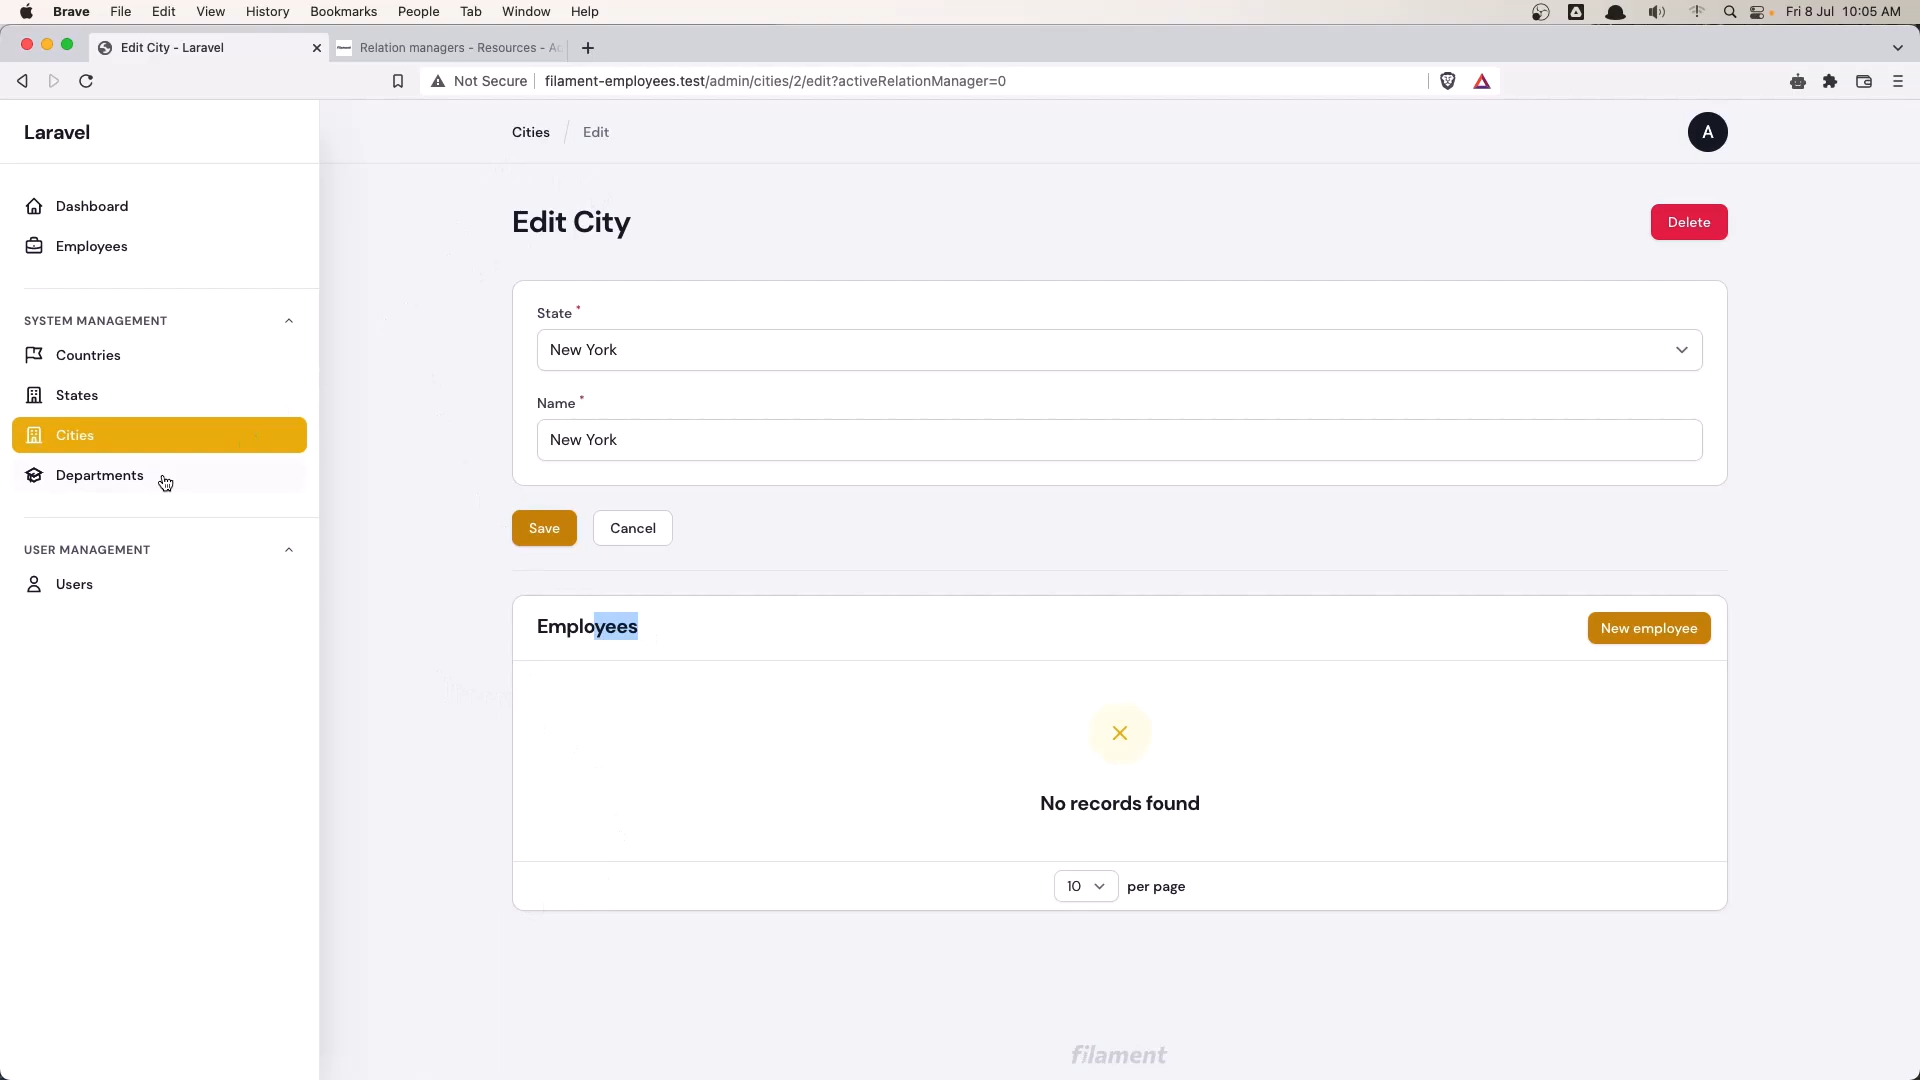 Brave File Edit View History Bookmarks People Tab Window Help Fri 8 Jul 10:05 AM
Edit City - Laravel Relation managers - Resources - Ac
Not Secure filament-employees.test/admin/cities/2/edit?activeRelationManager=0
Laravel
Cities / Edit
A
Dashboard
Employees
SYSTEM MANAGEMENT
Countries
States
Cities
Departments
USER MANAGEMENT
Users
Edit City
Delete
State *
New York
Name *
New York
Save Cancel
Employees
New employee
No records found
10 per page
filament